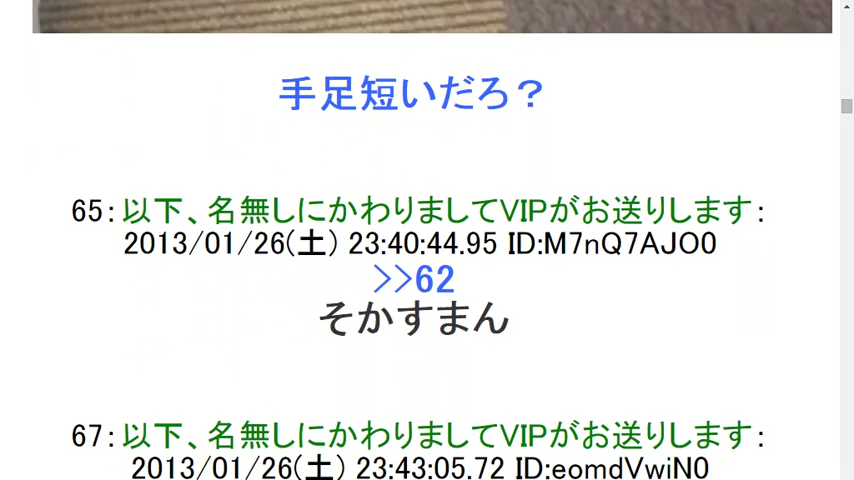 手足短いだろ？
65：以下、名無しにかわりましてVIPがお送りします：
2013/01/26(土) 23:40:44.95 ID:M7nQ7AJO0
>>62
そかすまん
67：以下、名無しにかわりましてVIPがお送りします：
2013/01/26(土) 23:43:05.72 ID:eomdVwiN0